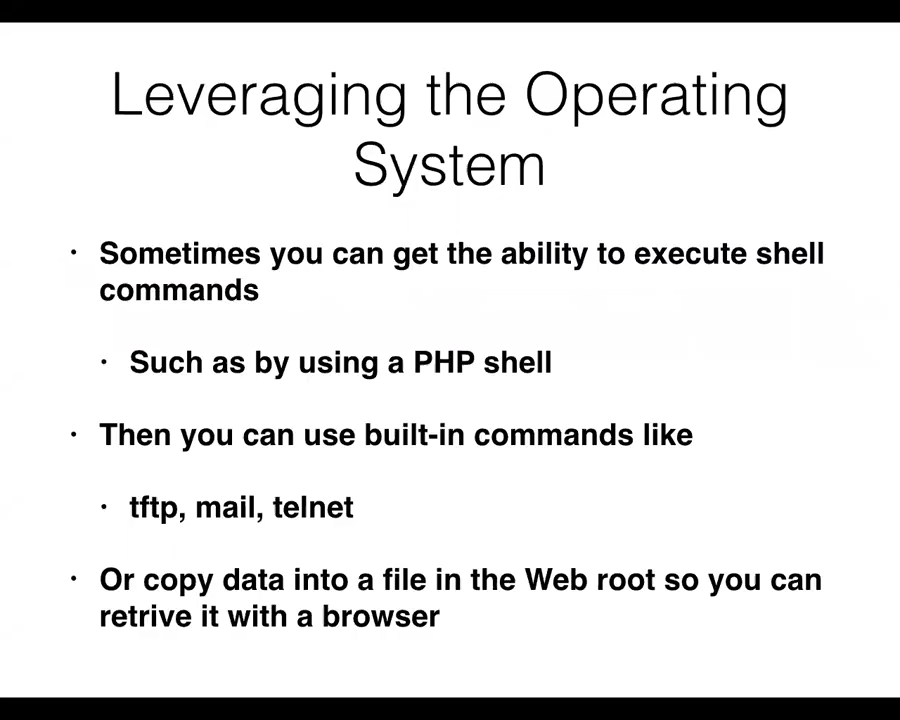 Leveraging the Operating
System
• Sometimes you can get the ability to execute shell
commands
• Such as by using a PHP shell
• Then you can use built-in commands like
• tftp, mail, telnet
• Or copy data into a file in the Web root so you can
retrive it with a browser